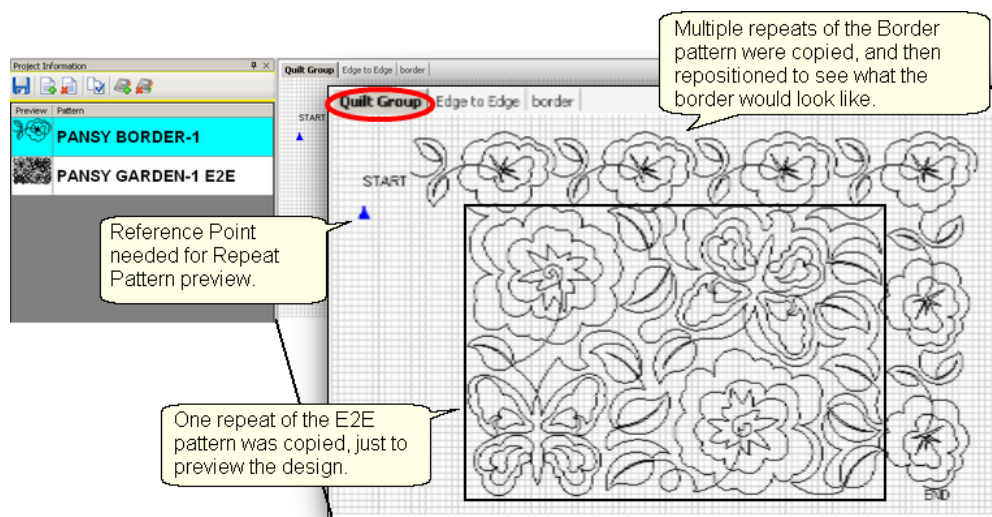 Project Information
Preview Pattern
PANSY BORDER-1
PANSY GARDEN-1 E2E
Quilt Group Edge to Edge border
START
Quilt Group Edge to Edge border
START
Multiple repeats of the Border
pattern were copied, and then
repositioned to see what the
border would look like.
Reference Point
needed for Repeat
Pattern preview.
One repeat of the E2E
pattern was copied, just to
preview the design.
END